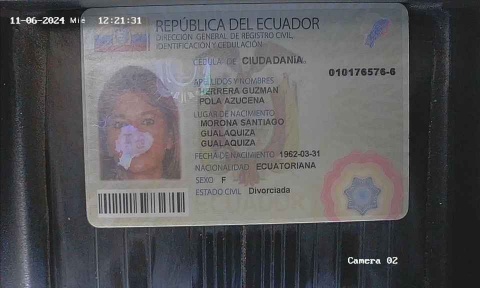 11-06-2024 Mie 12:21:31
REPÚBLICA DEL ECUADOR
DIRECCIÓN GENERAL DE REGISTRO CIVIL,
IDENTIFICACIÓN Y CEDULACIÓN
CÉDULA DE CIUDADANÍA
010176576-6
APELLIDOS Y NOMBRES
HERRERA GUZMAN
POLA AZUCENA
LUGAR DE NACIMIENTO
MORONA SANTIAGO
GUALAQUIZA
GUALAQUIZA
FECHA DE NACIMIENTO 1962-03-31
NACIONALIDAD ECUATORIANA
SEXO F
ESTADO CIVIL Divorciada
Camera 02